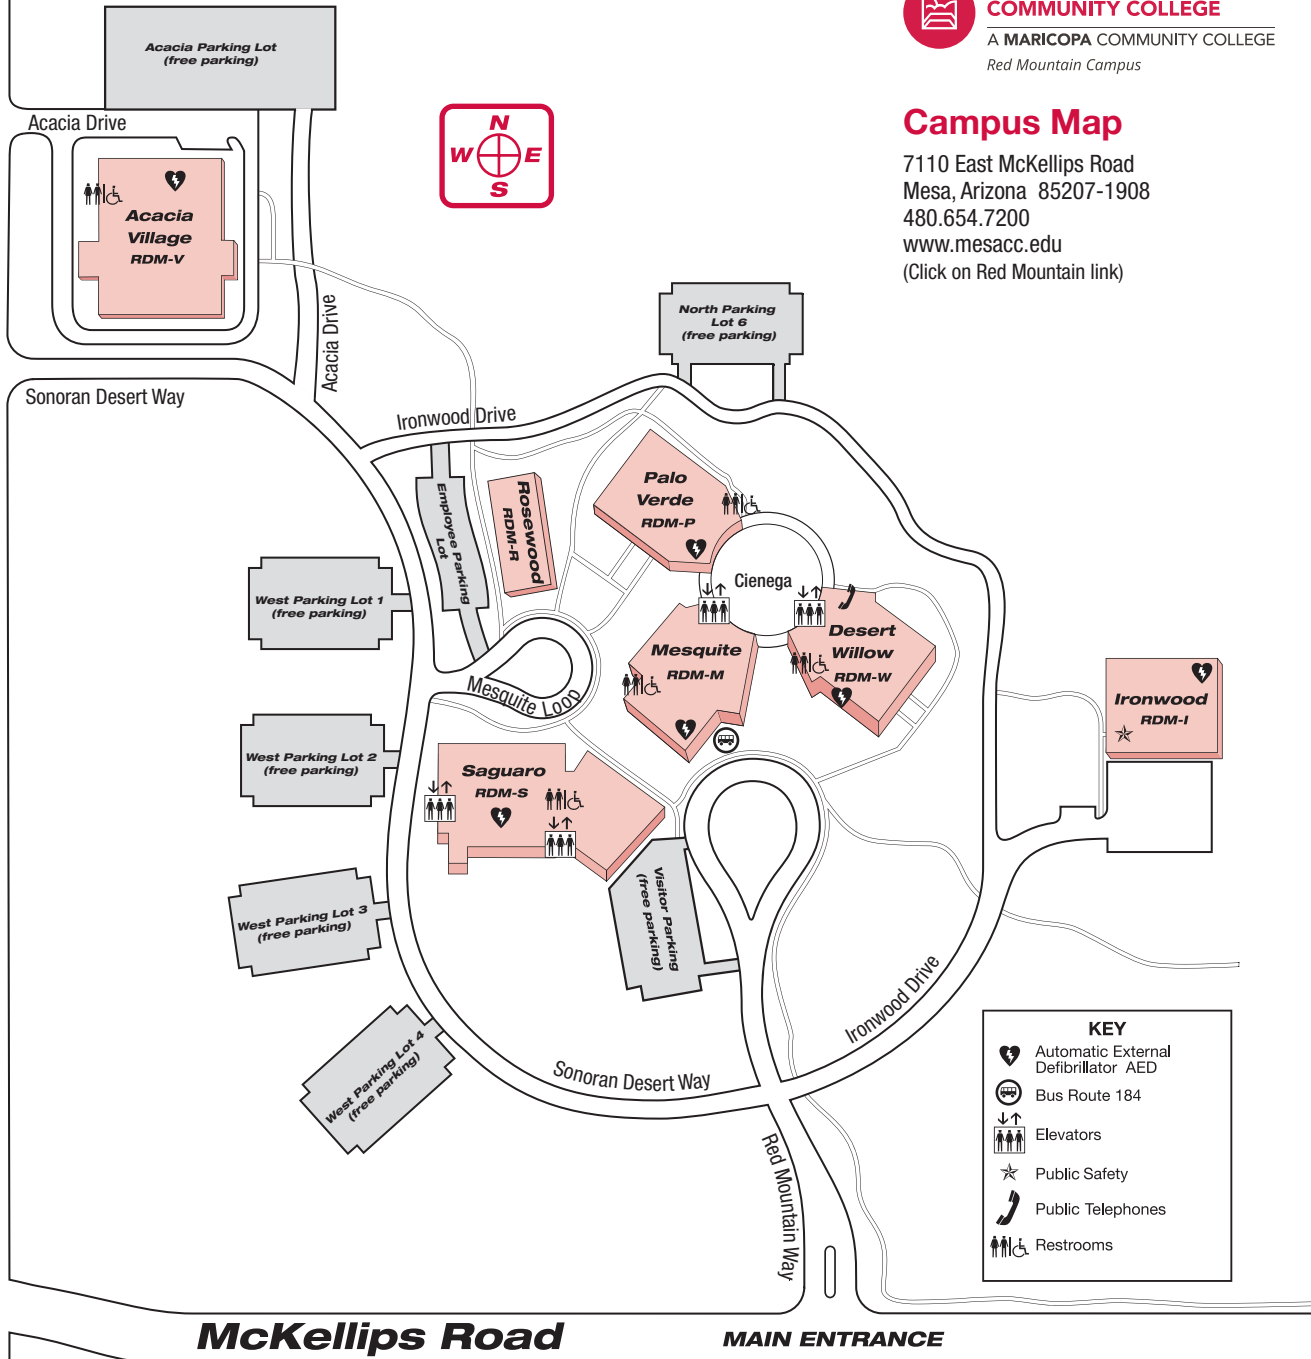 COMMUNITY COLLEGE
A MARICOPA COMMUNITY COLLEGE
Red Mountain Campus
Campus Map
7110 East McKellips Road
Mesa, Arizona 85207-1908
480.654.7200
www.mesacc.edu
(Click on Red Mountain link)
Acacia Parking Lot
(free parking)
Acacia Drive
N
W E
S
Acacia
Village
RDM-V
Acacia Drive
Sonoran Desert Way
North Parking
Lot 6
(free parking)
Ironwood Drive
Employee Parking
Lot
Rosewood
RDM-R
Palo
Verde
RDM-P
Cienega
West Parking Lot 1
(free parking)
Mesquite
RDM-M
Desert
Willow
RDM-W
Mesquite Loop
Ironwood
RDM-I
West Parking Lot 2
(free parking)
Saguaro
RDM-S
Visitor Parking
(free parking)
West Parking Lot 3
(free parking)
West Parking Lot 4
(free parking)
Ironwood Drive
Sonoran Desert Way
Red Mountain Way
KEY
Automatic External
Defibrillator AED
Bus Route 184
Elevators
Public Safety
Public Telephones
Restrooms
McKellips Road
MAIN ENTRANCE